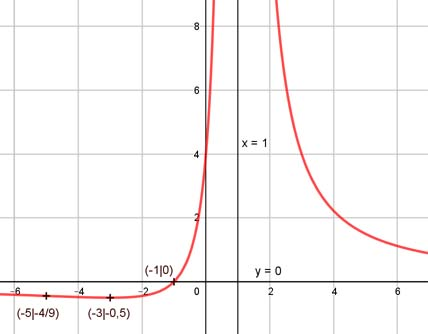 8
6
4
x = 1
2
(-1|0)
y = 0
-6 -4 -2 0 2 4 6
(-5|-4/9) (-3|-0,5)